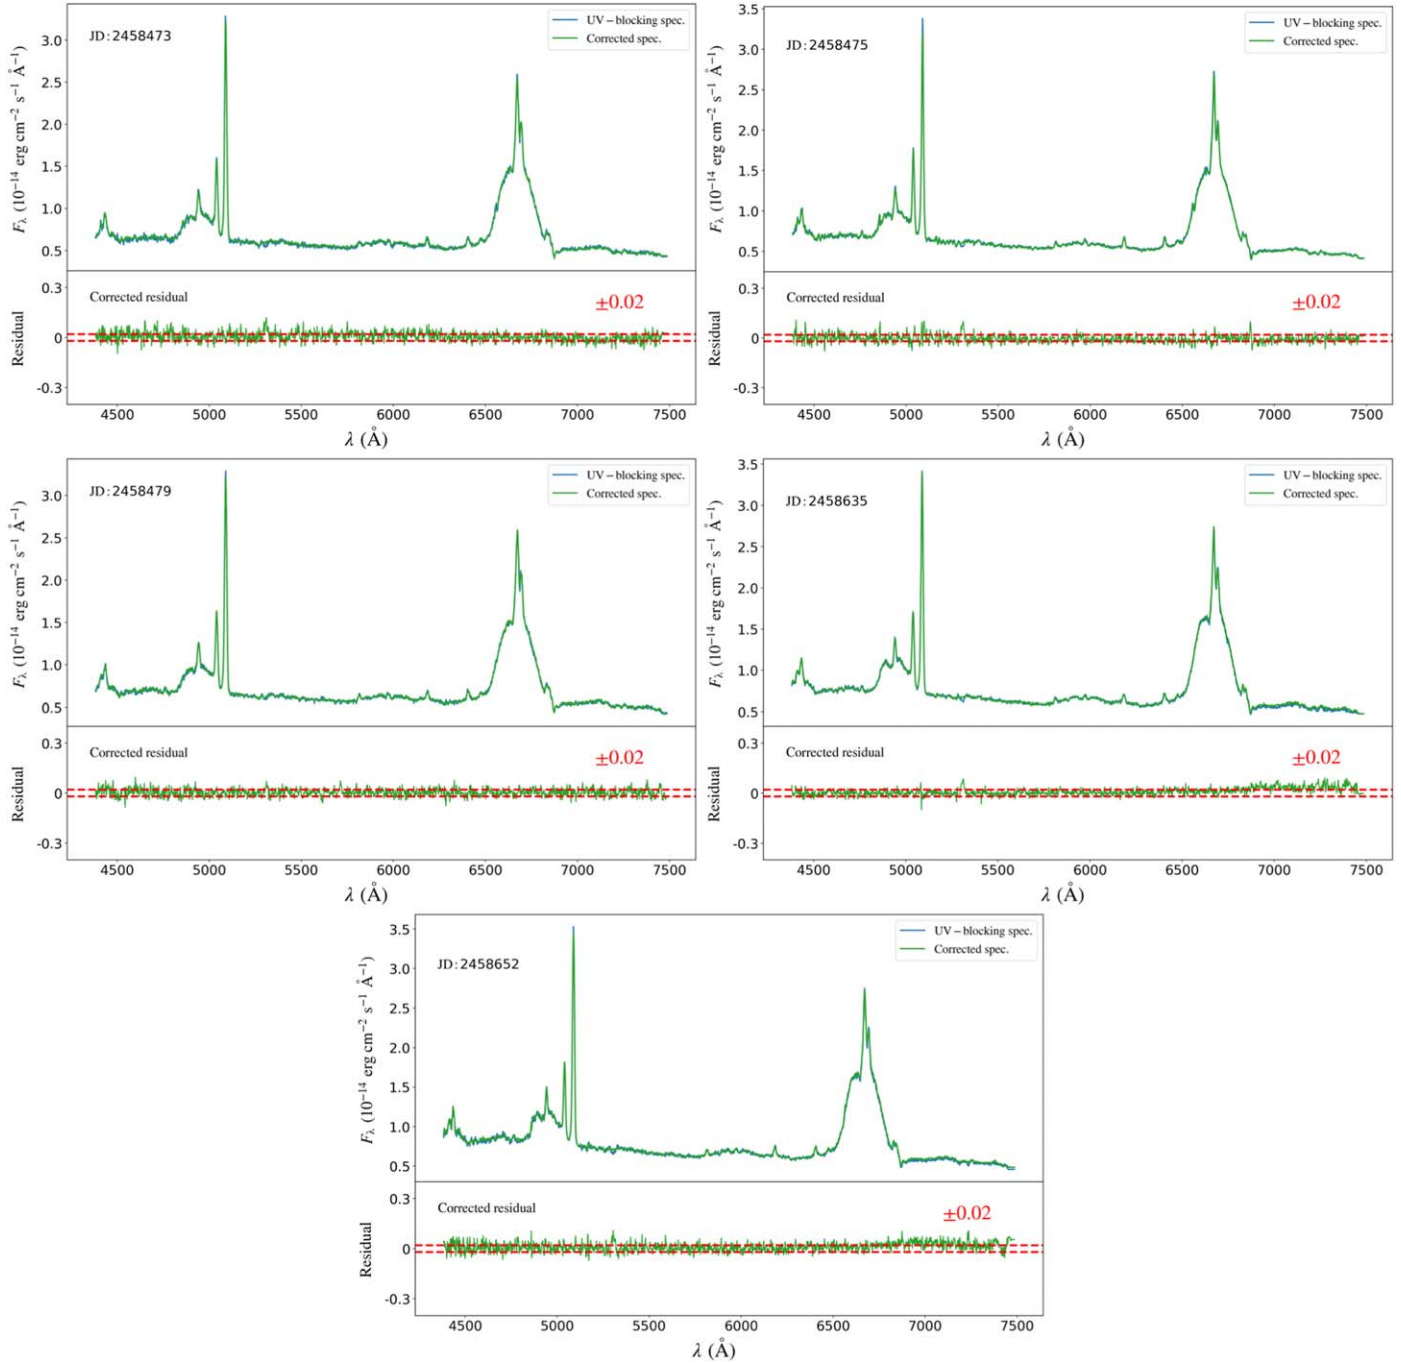 UV – blocking spec.
Corrected spec.
JD:2458473
F_λ (10⁻¹⁴ erg cm⁻² s⁻¹ Å⁻¹)
3.0
2.5
2.0
1.5
1.0
0.5
Corrected residual
±0.02
Residual
0.3
0
-0.3
4500 5000 5500 6000 6500 7000 7500
λ (Å)
UV – blocking spec.
Corrected spec.
JD:2458475
F_λ (10⁻¹⁴ erg cm⁻² s⁻¹ Å⁻¹)
3.5
3.0
2.5
2.0
1.5
1.0
0.5
Corrected residual
±0.02
Residual
0.3
0
-0.3
4500 5000 5500 6000 6500 7000 7500
λ (Å)
UV – blocking spec.
Corrected spec.
JD:2458479
F_λ (10⁻¹⁴ erg cm⁻² s⁻¹ Å⁻¹)
3.0
2.5
2.0
1.5
1.0
0.5
Corrected residual
±0.02
Residual
0.3
0
-0.3
4500 5000 5500 6000 6500 7000 7500
λ (Å)
UV – blocking spec.
Corrected spec.
JD:2458635
F_λ (10⁻¹⁴ erg cm⁻² s⁻¹ Å⁻¹)
3.5
3.0
2.5
2.0
1.5
1.0
0.5
Corrected residual
±0.02
Residual
0.3
0
-0.3
4500 5000 5500 6000 6500 7000 7500
λ (Å)
UV – blocking spec.
Corrected spec.
JD:2458652
F_λ (10⁻¹⁴ erg cm⁻² s⁻¹ Å⁻¹)
3.5
3.0
2.5
2.0
1.5
1.0
0.5
Corrected residual
±0.02
Residual
0.3
0
-0.3
4500 5000 5500 6000 6500 7000 7500
λ (Å)